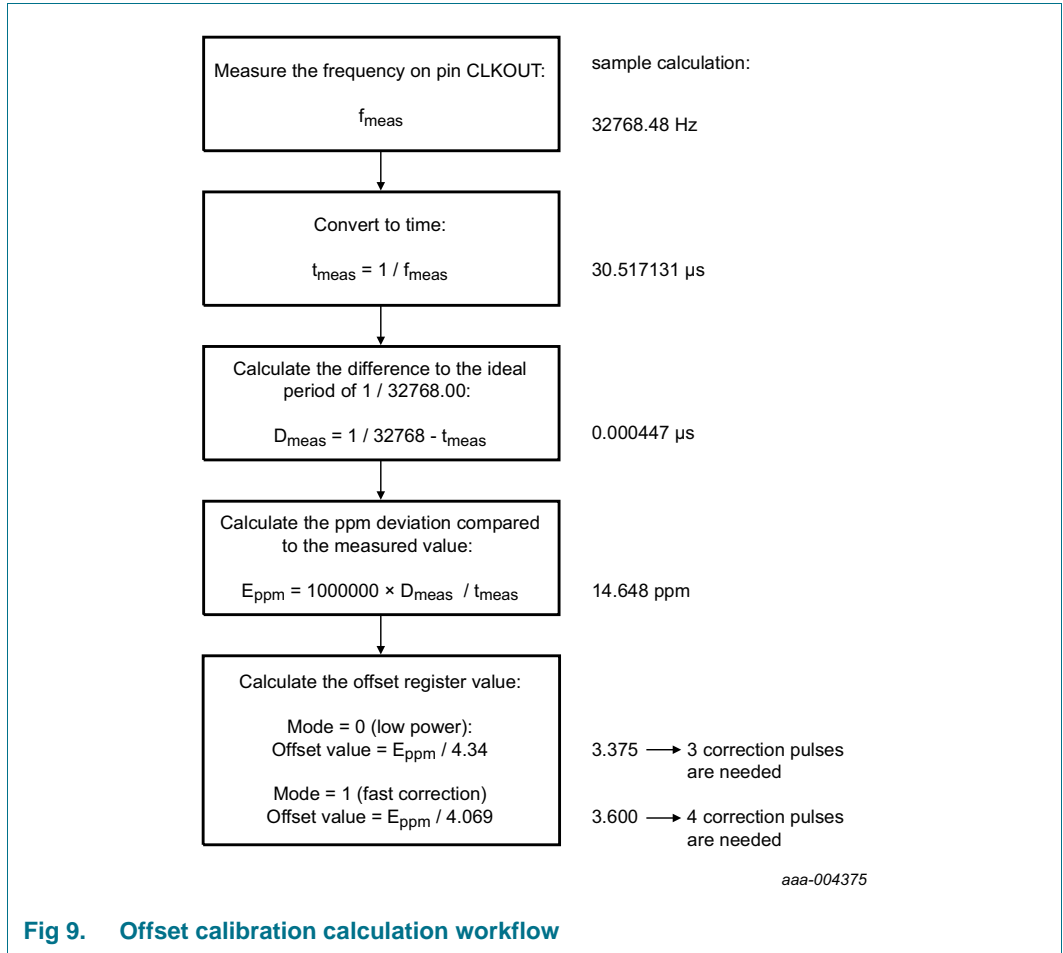 Measure the frequency on pin CLKOUT:
fmeas
sample calculation:
32768.48 Hz
Convert to time:
tmeas = 1 / fmeas
30.517131 μs
Calculate the difference to the ideal
period of 1 / 32768.00:
Dmeas = 1 / 32768 - tmeas
0.000447 μs
Calculate the ppm deviation compared
to the measured value:
Eppm = 1000000 × Dmeas / tmeas
14.648 ppm
Calculate the offset register value:
Mode = 0 (low power):
Offset value = Eppm / 4.34
3.375 → 3 correction pulses
are needed
Mode = 1 (fast correction)
Offset value = Eppm / 4.069
3.600 → 4 correction pulses
are needed
aaa-004375
Fig 9. Offset calibration calculation workflow